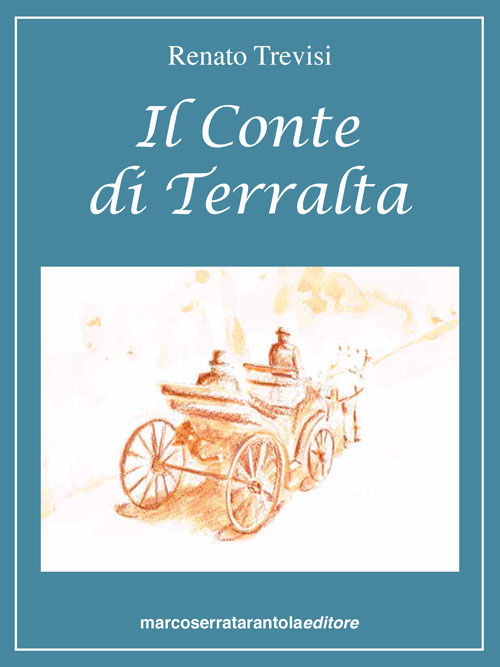 Renato Trevisi
Il Conte
di Terralta
marcoserratarantolaeditore